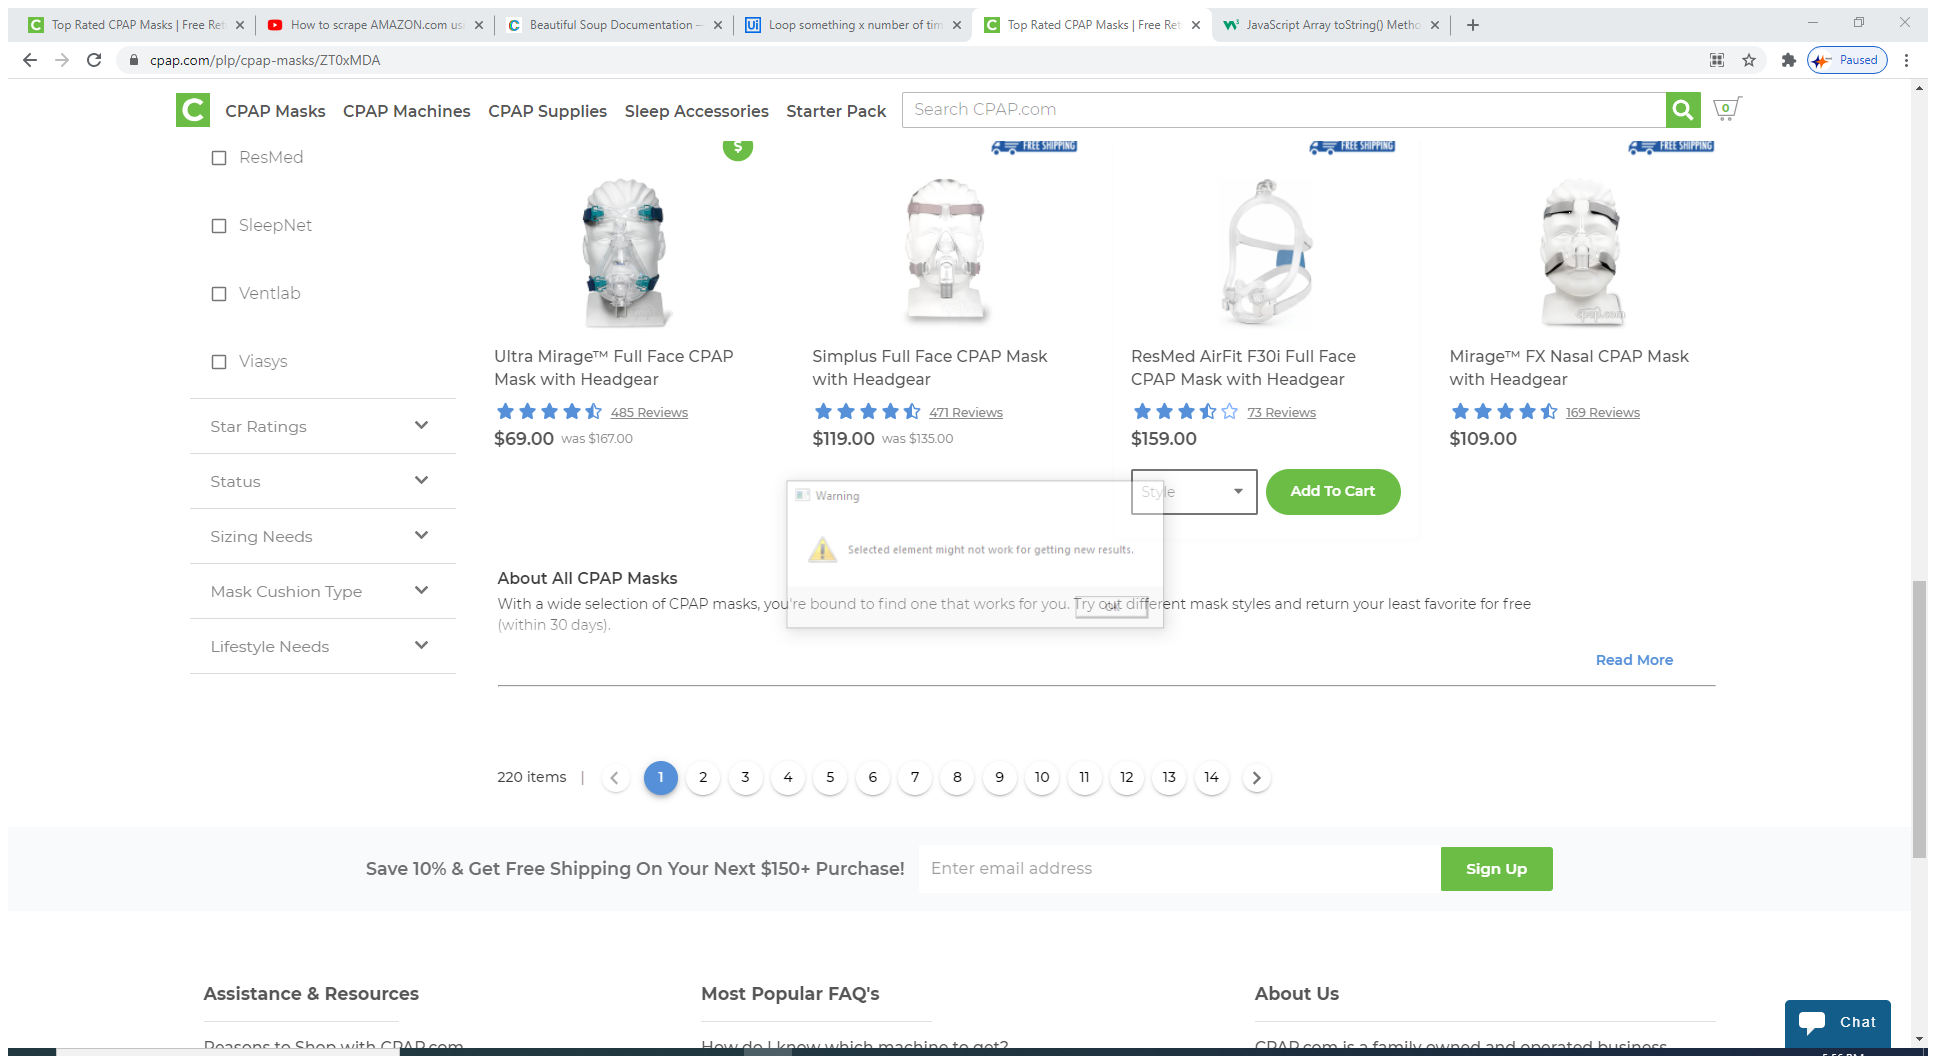 Top Rated CPAP Masks | Free Ret
How to scrape AMAZON.com us
Beautiful Soup Documentation —
Loop something x number of tim
Top Rated CPAP Masks | Free Ret
JavaScript Array toString() Metho
cpap.com/plp/cpap-masks/ZT0xMDA
Paused
C CPAP Masks CPAP Machines CPAP Supplies Sleep Accessories Starter Pack Search CPAP.com 0
ResMed
SleepNet
Ventlab
Viasys
Star Ratings
Status
Sizing Needs
Mask Cushion Type
Lifestyle Needs
$
FREE SHIPPING
FREE SHIPPING
FREE SHIPPING
cpap.com
Ultra Mirage™ Full Face CPAP
Mask with Headgear
485 Reviews
$69.00 was $167.00
Simplus Full Face CPAP Mask
with Headgear
471 Reviews
$119.00 was $135.00
ResMed AirFit F30i Full Face
CPAP Mask with Headgear
73 Reviews
$159.00
Style
Add To Cart
Mirage™ FX Nasal CPAP Mask
with Headgear
169 Reviews
$109.00
Warning
Selected element might not work for getting new results.
OK
About All CPAP Masks
With a wide selection of CPAP masks, you're bound to find one that works for you. Try out different mask styles and return your least favorite for free
(within 30 days).
Read More
220 items | 1 2 3 4 5 6 7 8 9 10 11 12 13 14
Save 10% & Get Free Shipping On Your Next $150+ Purchase! Enter email address Sign Up
Assistance & Resources
Reasons to Shop with CPAP.com
Most Popular FAQ's
How do I know which machine to get?
About Us
CPAP.com is a family owned and operated business
Chat